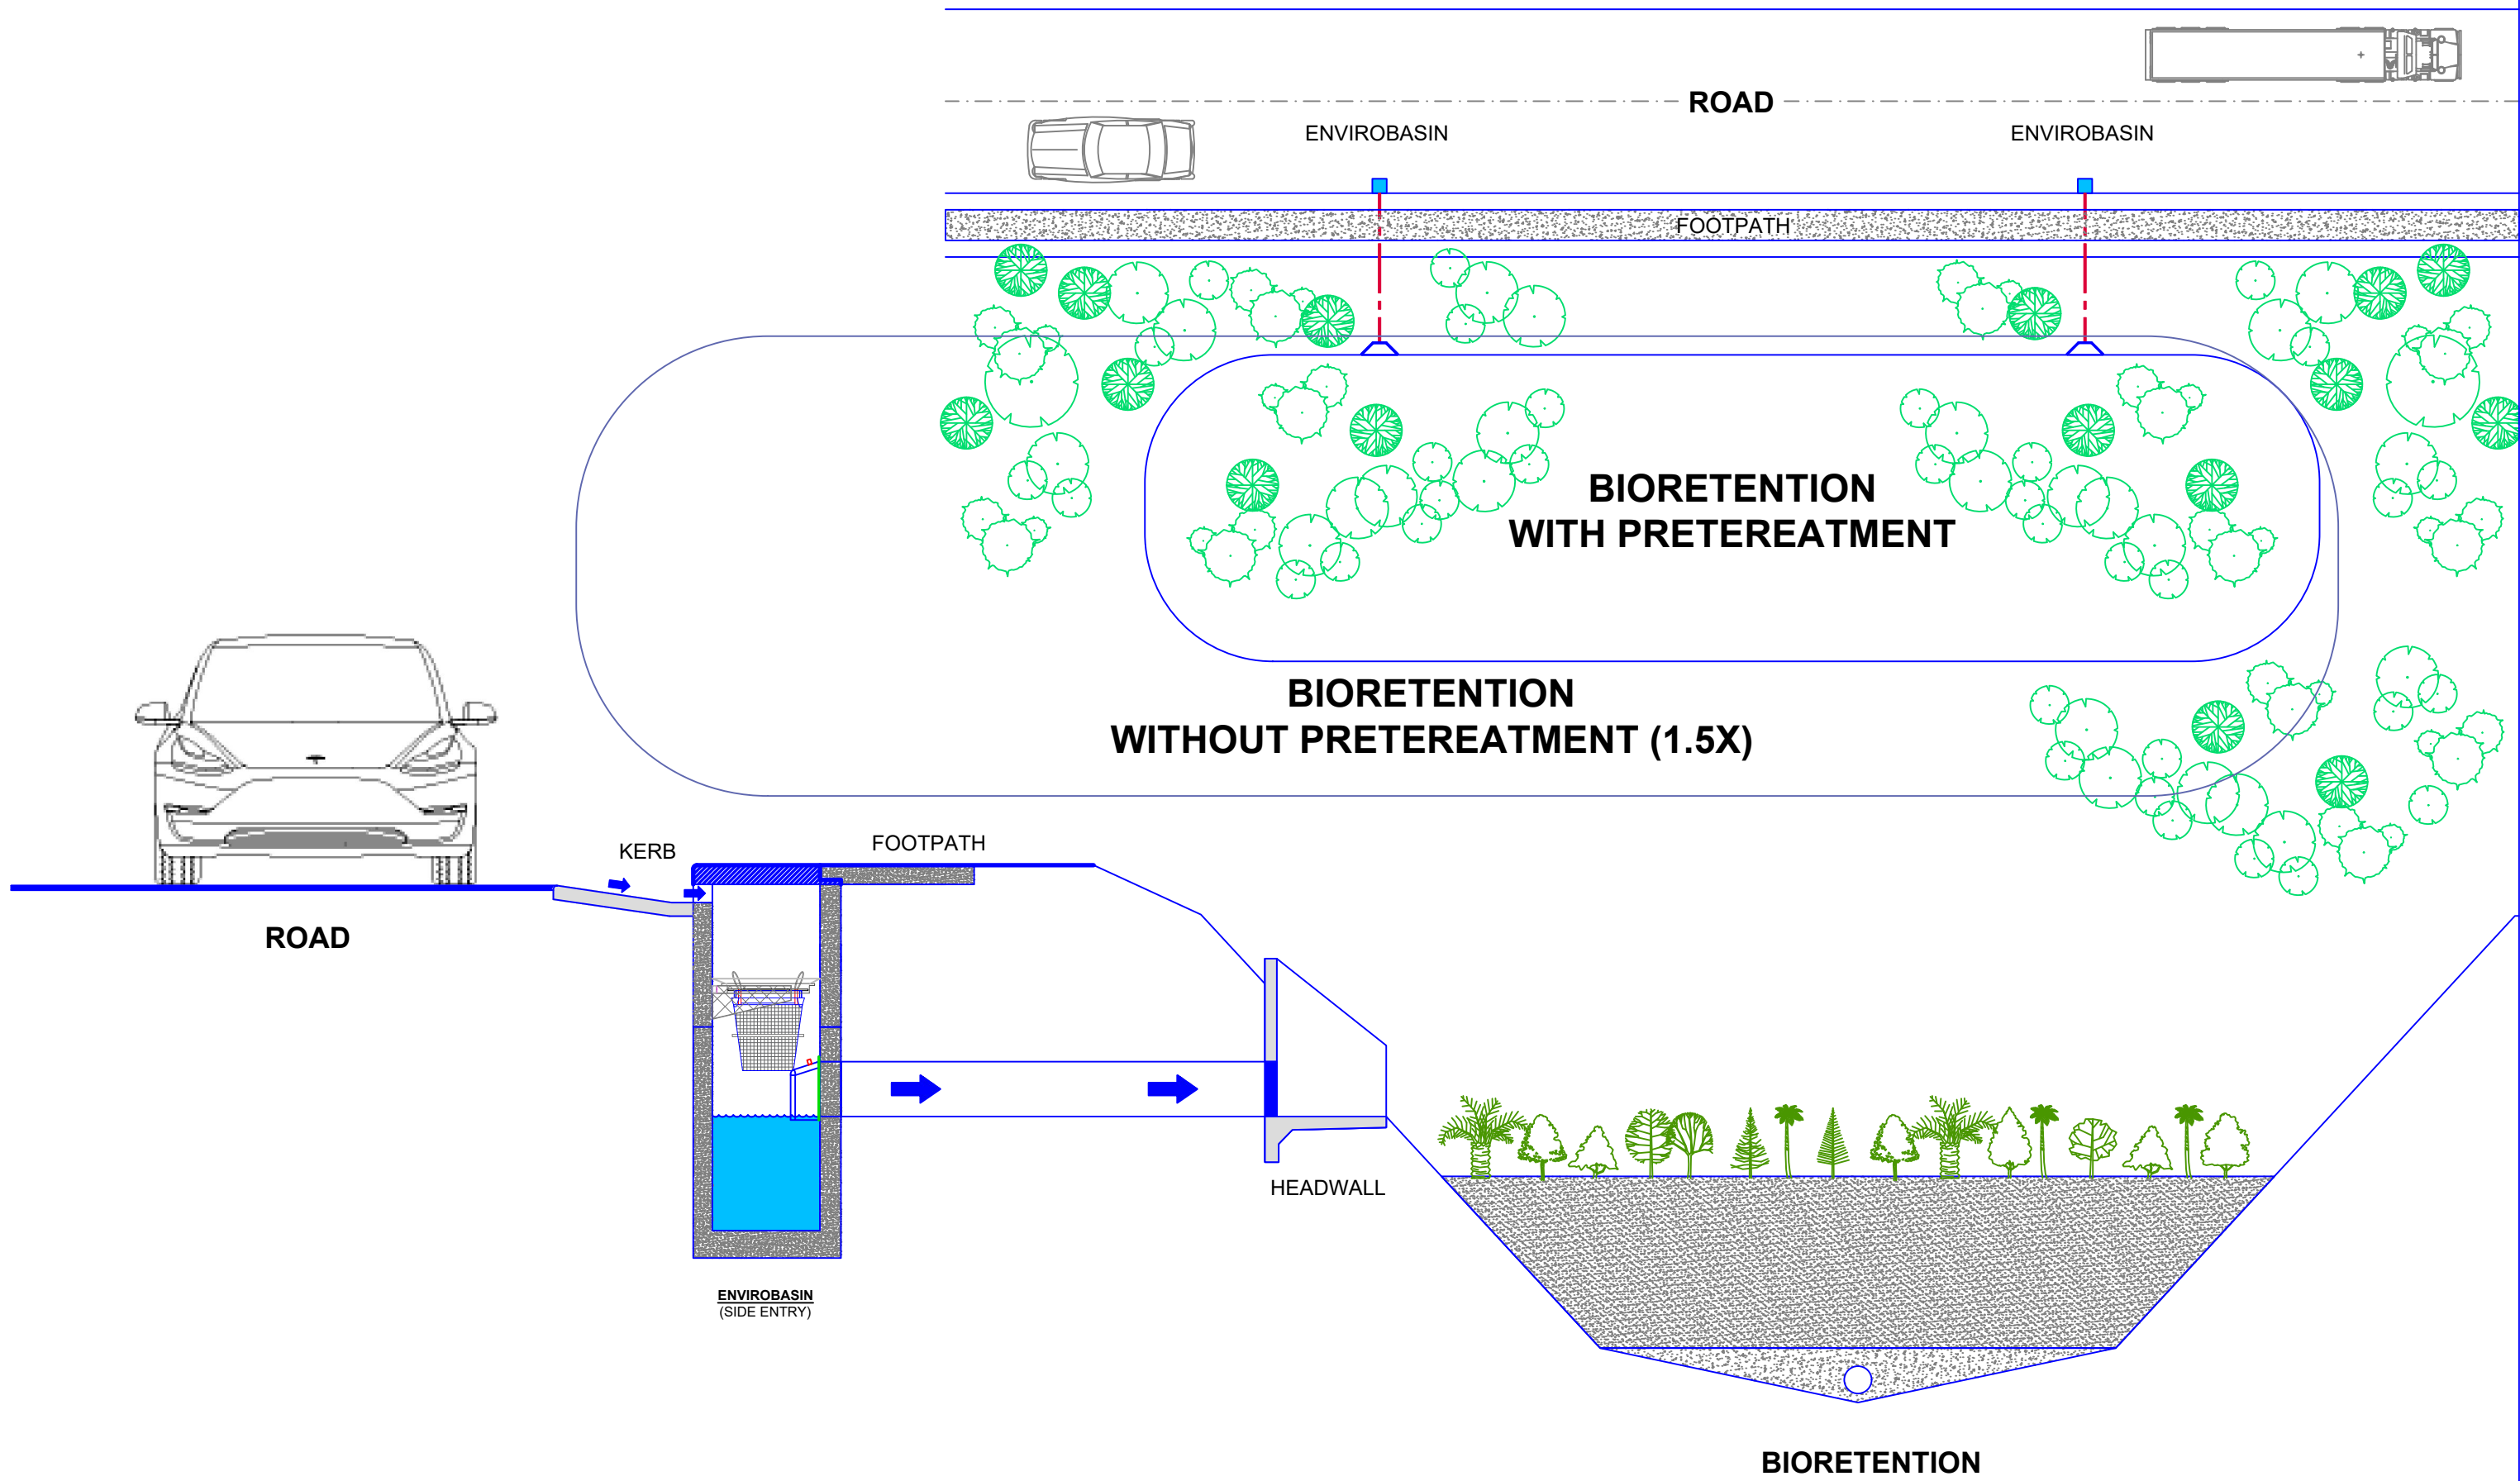 ROAD
ENVIROBASIN
ENVIROBASIN
FOOTPATH
BIORETENTION
WITH PRETEREATMENT
BIORETENTION
WITHOUT PRETEREATMENT (1.5X)
KERB
FOOTPATH
ROAD
HEADWALL
ENVIROBASIN
(SIDE ENTRY)
BIORETENTION